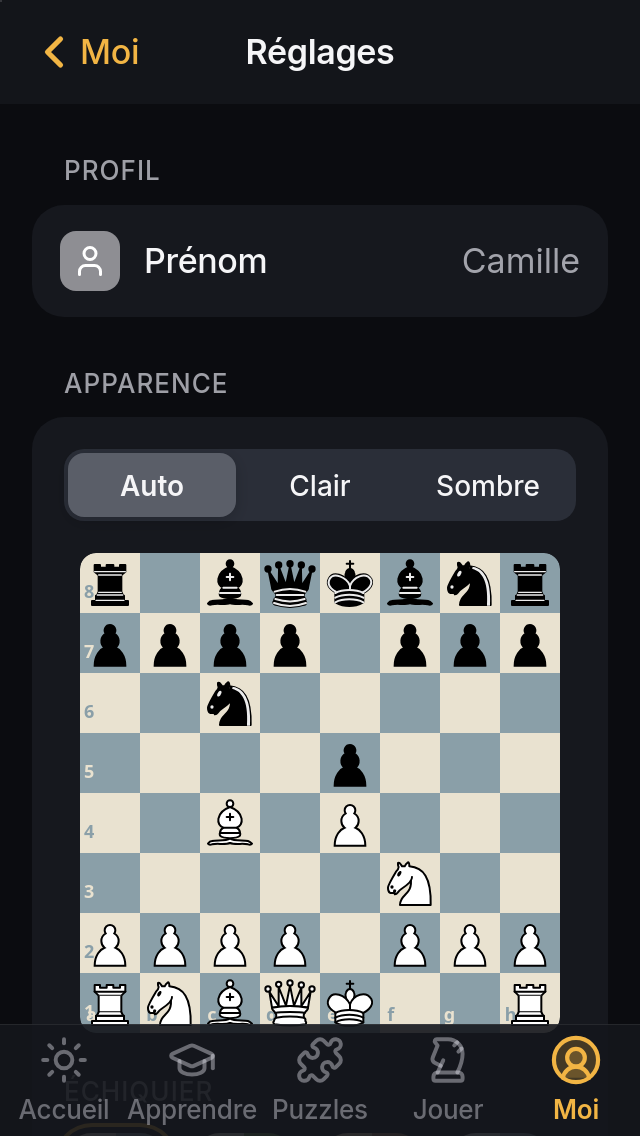 Moi Réglages
PROFIL
Prénom Camille
APPARENCE
Auto Clair Sombre
8
7
6
5
4
3
2
1 a b c d e f g h
ÉCHIQUIER
Accueil Apprendre Puzzles Jouer Moi